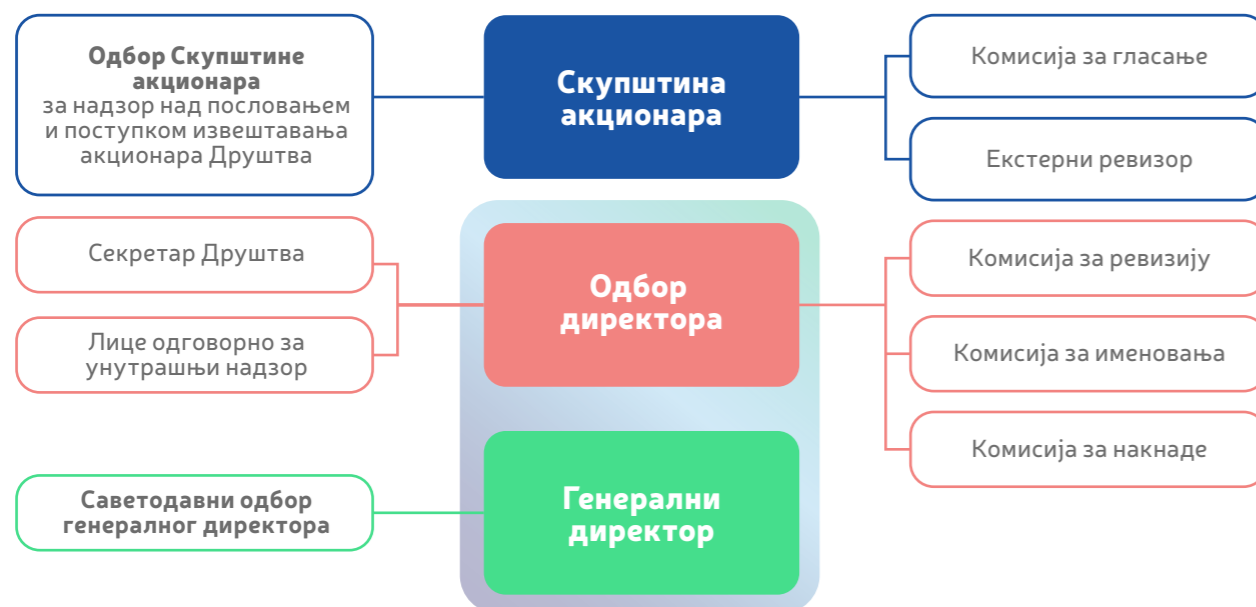 Одбор Скупштине
акционара
за надзор над пословањем
и поступком извештавања
акционара Друштва
Скупштина
акционара
Комисија за гласање
Екстерни ревизор
Секретар Друштва
Лице одговорно за
унутрашњи надзор
Одбор
директора
Комисија за ревизију
Комисија за именовања
Комисија за накнаде
Саветодавни одбор
генералног директора
Генерални
директор